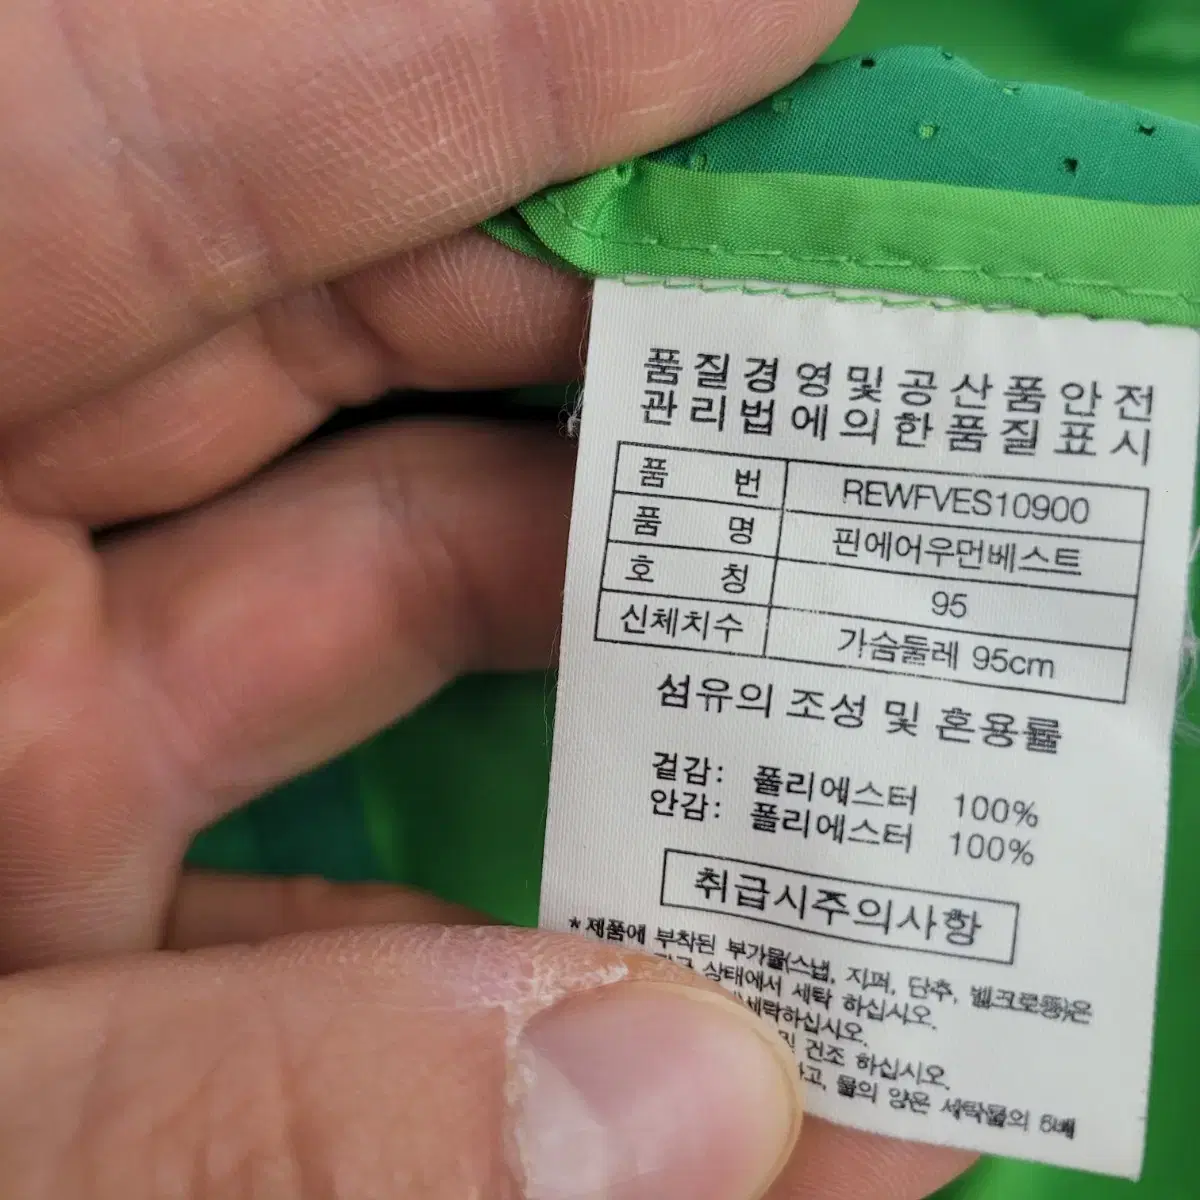 품질경영및공산품안전
관리법에의한품질표시
품 번 REWFVES10900
품 명 핀에어우먼베스트
호 칭 95
신체치수 가슴둘레 95cm
섬유의 조성 및 혼용률
겉감: 폴리에스터 100%
안감: 폴리에스터 100%
취급시주의사항
*제품에 부착된 부가물(스냅, 지퍼, 단추, 벨크로등)은
상태에서 세탁 하십시오.
세탁하십시오.
및 건조 하십시오.
물의 양은 세탁물의 5배